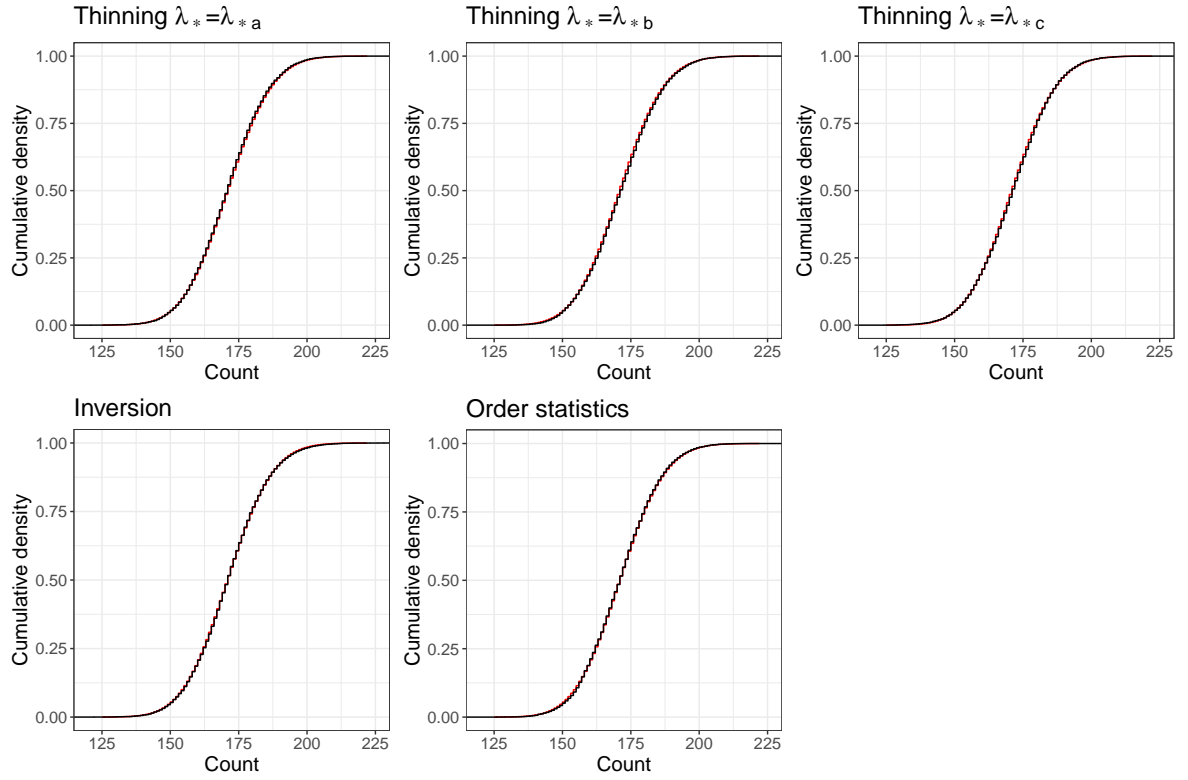 Thinning λ*=λ*a
Thinning λ*=λ*b
Thinning λ*=λ*c
1.00
0.75
0.50
0.25
0.00
Cumulative density
125 150 175 200 225
Count
1.00
0.75
0.50
0.25
0.00
Cumulative density
125 150 175 200 225
Count
1.00
0.75
0.50
0.25
0.00
Cumulative density
125 150 175 200 225
Count
Inversion
Order statistics
1.00
0.75
0.50
0.25
0.00
Cumulative density
125 150 175 200 225
Count
1.00
0.75
0.50
0.25
0.00
Cumulative density
125 150 175 200 225
Count